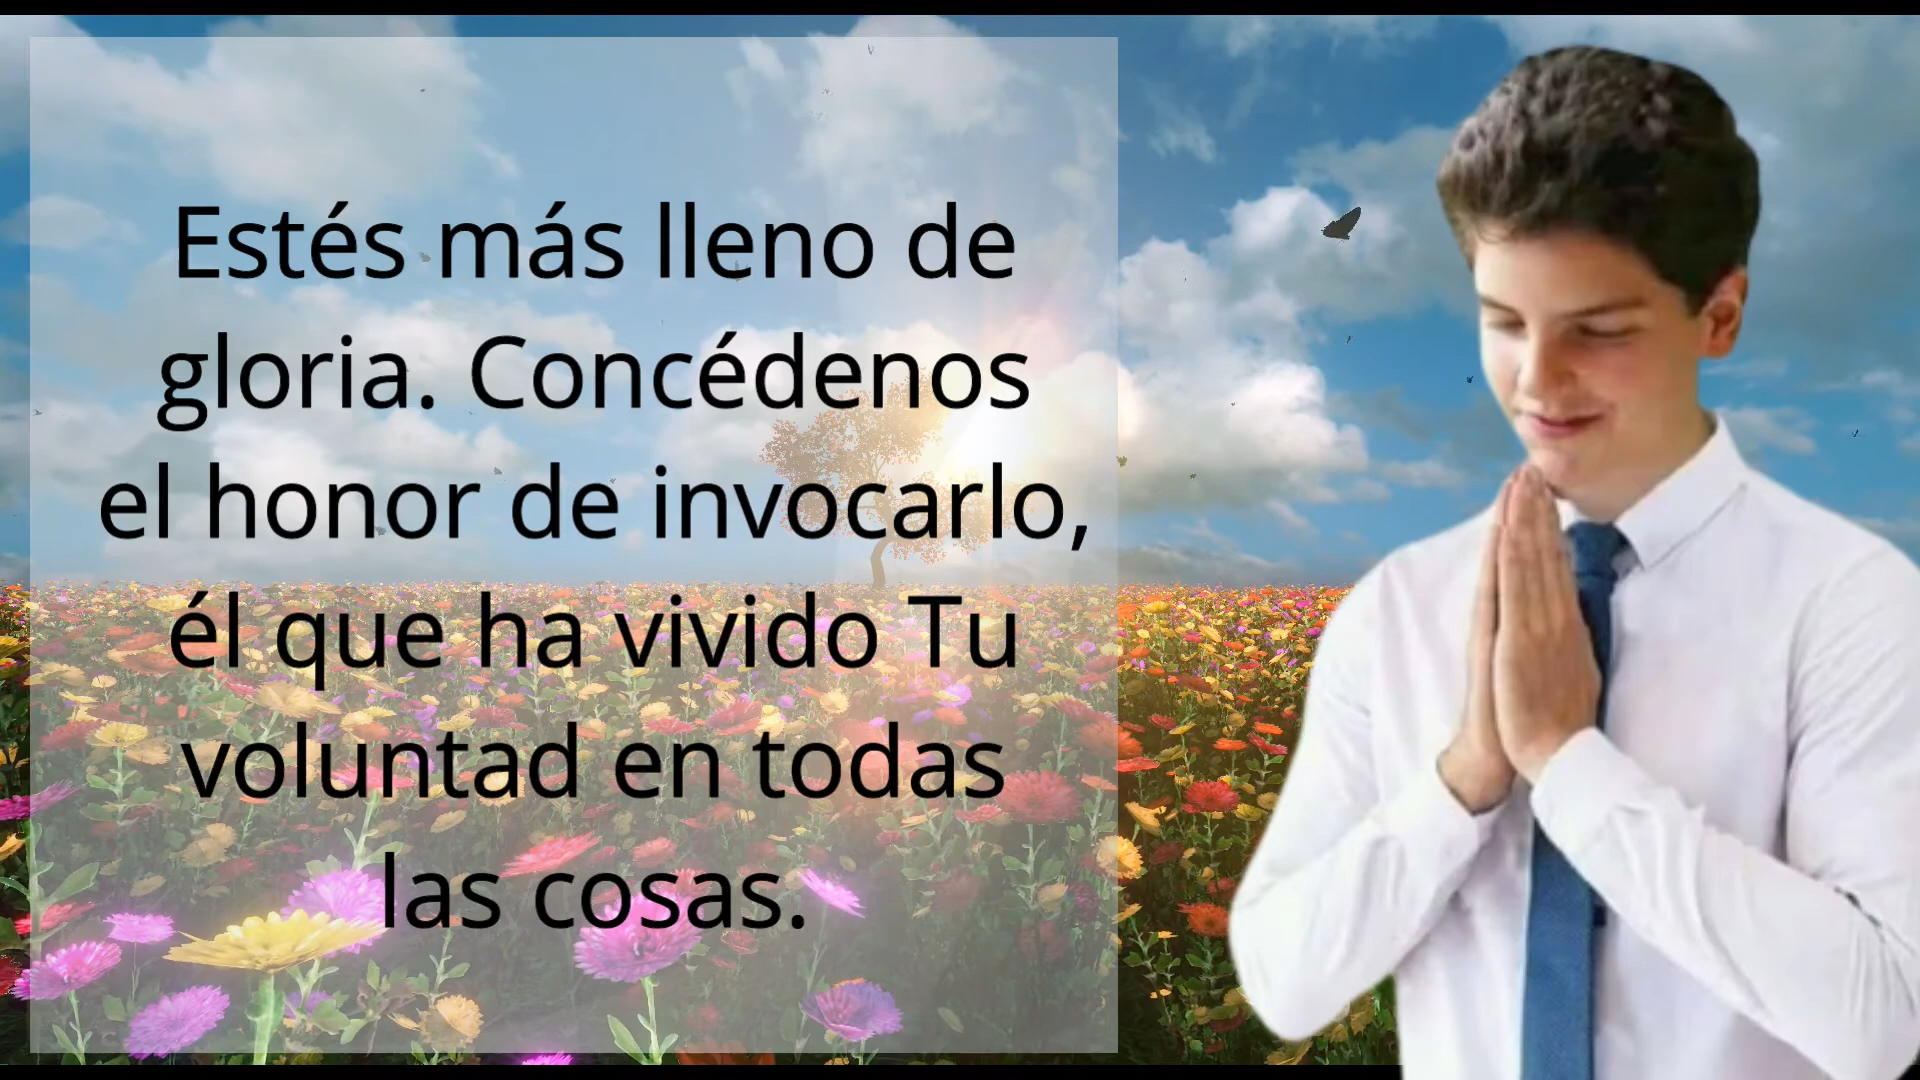 Estés más lleno de
gloria. Concédenos
el honor de invocarlo,
él que ha vivido Tu
voluntad en todas
las cosas.